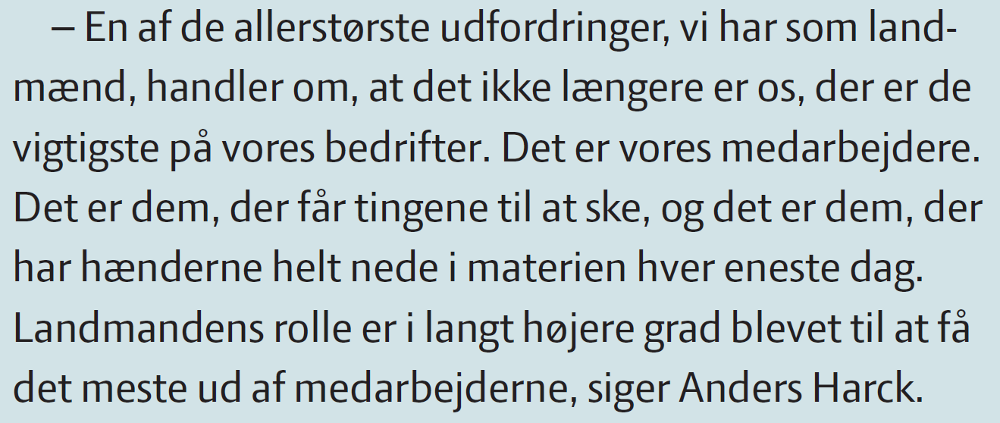 – En af de allerstørste udfordringer, vi har som land-
mænd, handler om, at det ikke længere er os, der er de
vigtigste på vores bedrifter. Det er vores medarbejdere.
Det er dem, der får tingene til at ske, og det er dem, der
har hænderne helt nede i materien hver eneste dag.
Landmandens rolle er i langt højere grad blevet til at få
det meste ud af medarbejderne, siger Anders Harck.